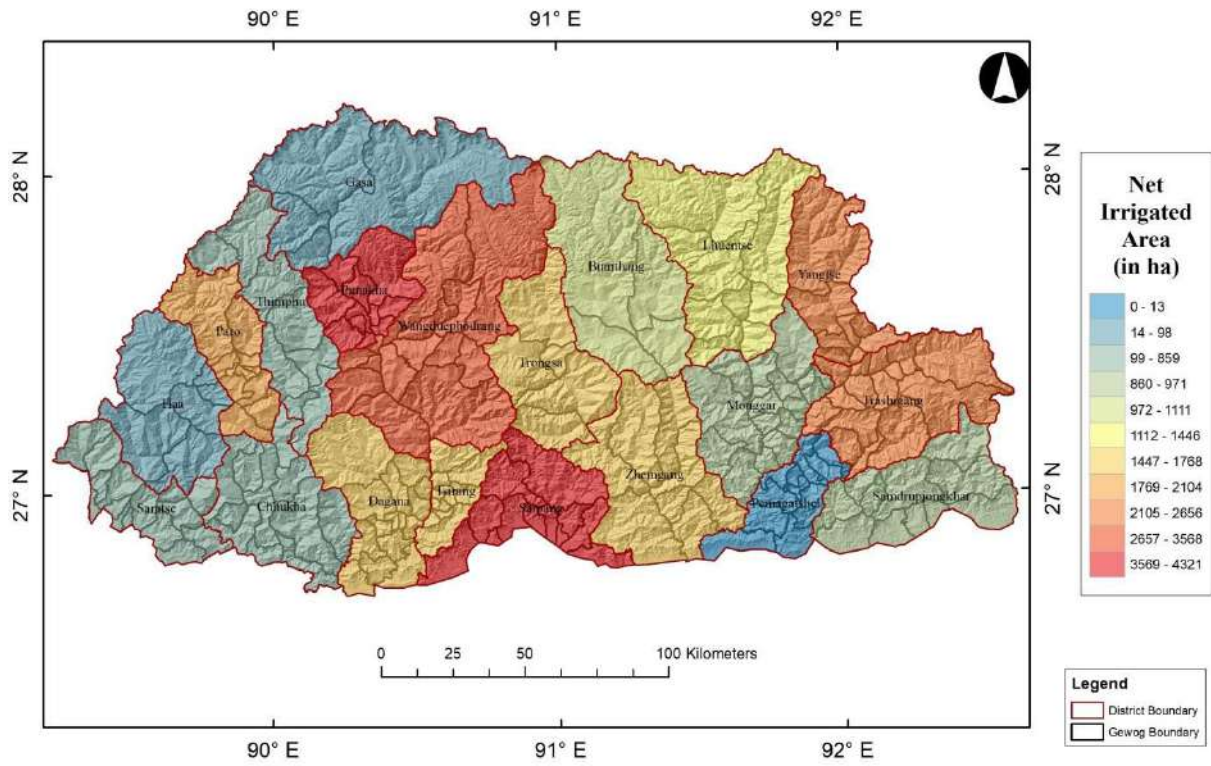 90° E 91° E 92° E
28° N
28° N
27° N
27° N
Gasa
Punakha
Thimphu
Paro
Haa
Wangduephodrang
Bumthang
Lhuentse
Yangtse
Trongsa
Monggar
Trashigang
Samtse
Chhukha
Dagana
Tsirang
Sarpang
Zhemgang
Pemagatshel
Samdrupjongkhar
0 25 50 100 Kilometers
90° E 91° E 92° E
Net
Irrigated
Area
(in ha)
0 - 13
14 - 98
99 - 859
860 - 971
972 - 1111
1112 - 1446
1447 - 1768
1769 - 2104
2105 - 2656
2657 - 3568
3569 - 4321
Legend
District Boundary
Gewog Boundary